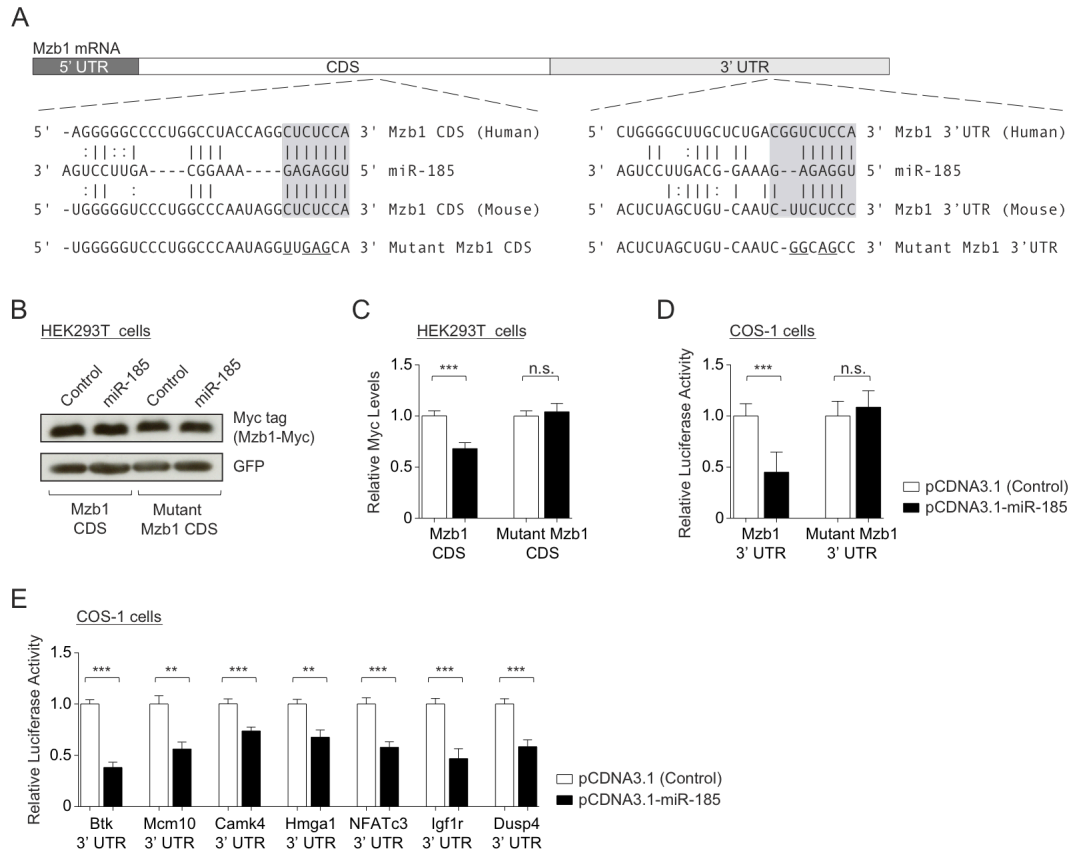 A
Mzb1 mRNA
5' UTR CDS 3' UTR
5' -AGGGGGCCCCUGGCCUACCAGGCUCUCCA 3' Mzb1 CDS (Human)
:||::| |||| |||||||
3' AGUCCUUGA----CGGAAA----GAGAGGU 5' miR-185
:|| : ||| |||||||
5' -UGGGGGUCCCUGGCCCAAUAGGCUCUCCA 3' Mzb1 CDS (Mouse)
5' -UGGGGGUCCCUGGCCCAAUAGGUUGAGCA 3' Mutant Mzb1 CDS
5' CUGGGGCUUGCUCUGACGGUCUCCA 3' Mzb1 3'UTR (Human)
|| :||| || ||||||
3' AGUCCUUGACGG-GAAAG--AGAGGU 5' miR-185
|:|| | || ||||||
5' ACUCUAGCUGU-CAAUC-UUCUCCC 3' Mzb1 3'UTR (Mouse)
5' ACUCUAGCUGU-CAAUC-GGCAGCC 3' Mutant Mzb1 3'UTR
B
HEK293T cells
Control miR-185 Control miR-185
Myc tag
(Mzb1-Myc)
GFP
Mzb1
CDS
Mutant
Mzb1 CDS
C
HEK293T cells
Relative Myc Levels
1.5
1.0
0.5
0
*** n.s.
Mzb1
CDS
Mutant Mzb1
CDS
D
COS-1 cells
Relative Luciferase Activity
1.5
1.0
0.5
0
*** n.s.
Mzb1
3' UTR
Mutant Mzb1
3' UTR
pCDNA3.1 (Control)
pCDNA3.1-miR-185
E
COS-1 cells
Relative Luciferase Activity
1.5
1.0
0.5
0
*** ** *** ** *** *** ***
Btk
3' UTR
Mcm10
3' UTR
Camk4
3' UTR
Hmga1
3' UTR
NFATc3
3' UTR
Igf1r
3' UTR
Dusp4
3' UTR
pCDNA3.1 (Control)
pCDNA3.1-miR-185